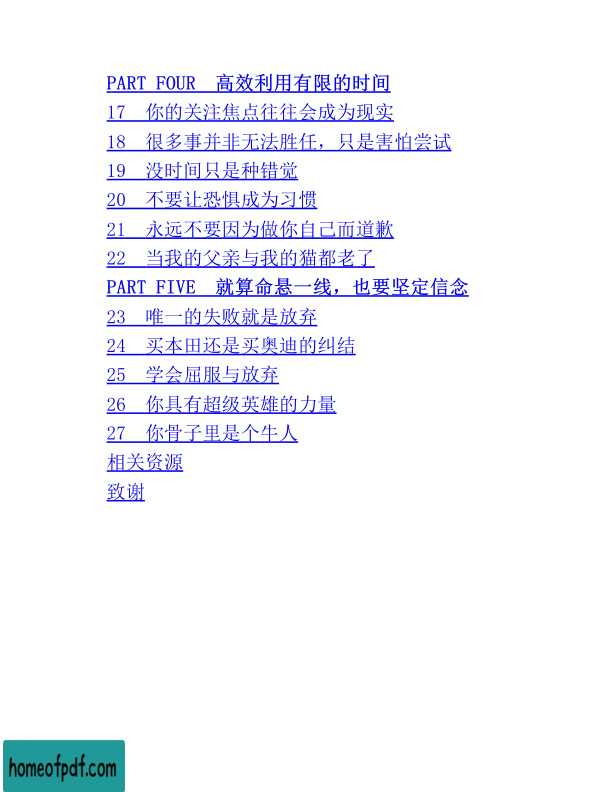 PART FOUR 高效利用有限的时间
17 你的关注焦点往往会成为现实
18 很多事并非无法胜任，只是害怕尝试
19 没时间只是种错觉
20 不要让恐惧成为习惯
21 永远不要因为做你自己而道歉
22 当我的父亲与我的猫都老了
PART FIVE 就算命悬一线，也要坚定信念
23 唯一的失败就是放弃
24 买本田还是买奥迪的纠结
25 学会屈服与放弃
26 你具有超级英雄的力量
27 你骨子里是个牛人
相关资源
致谢
homeofpdf.com